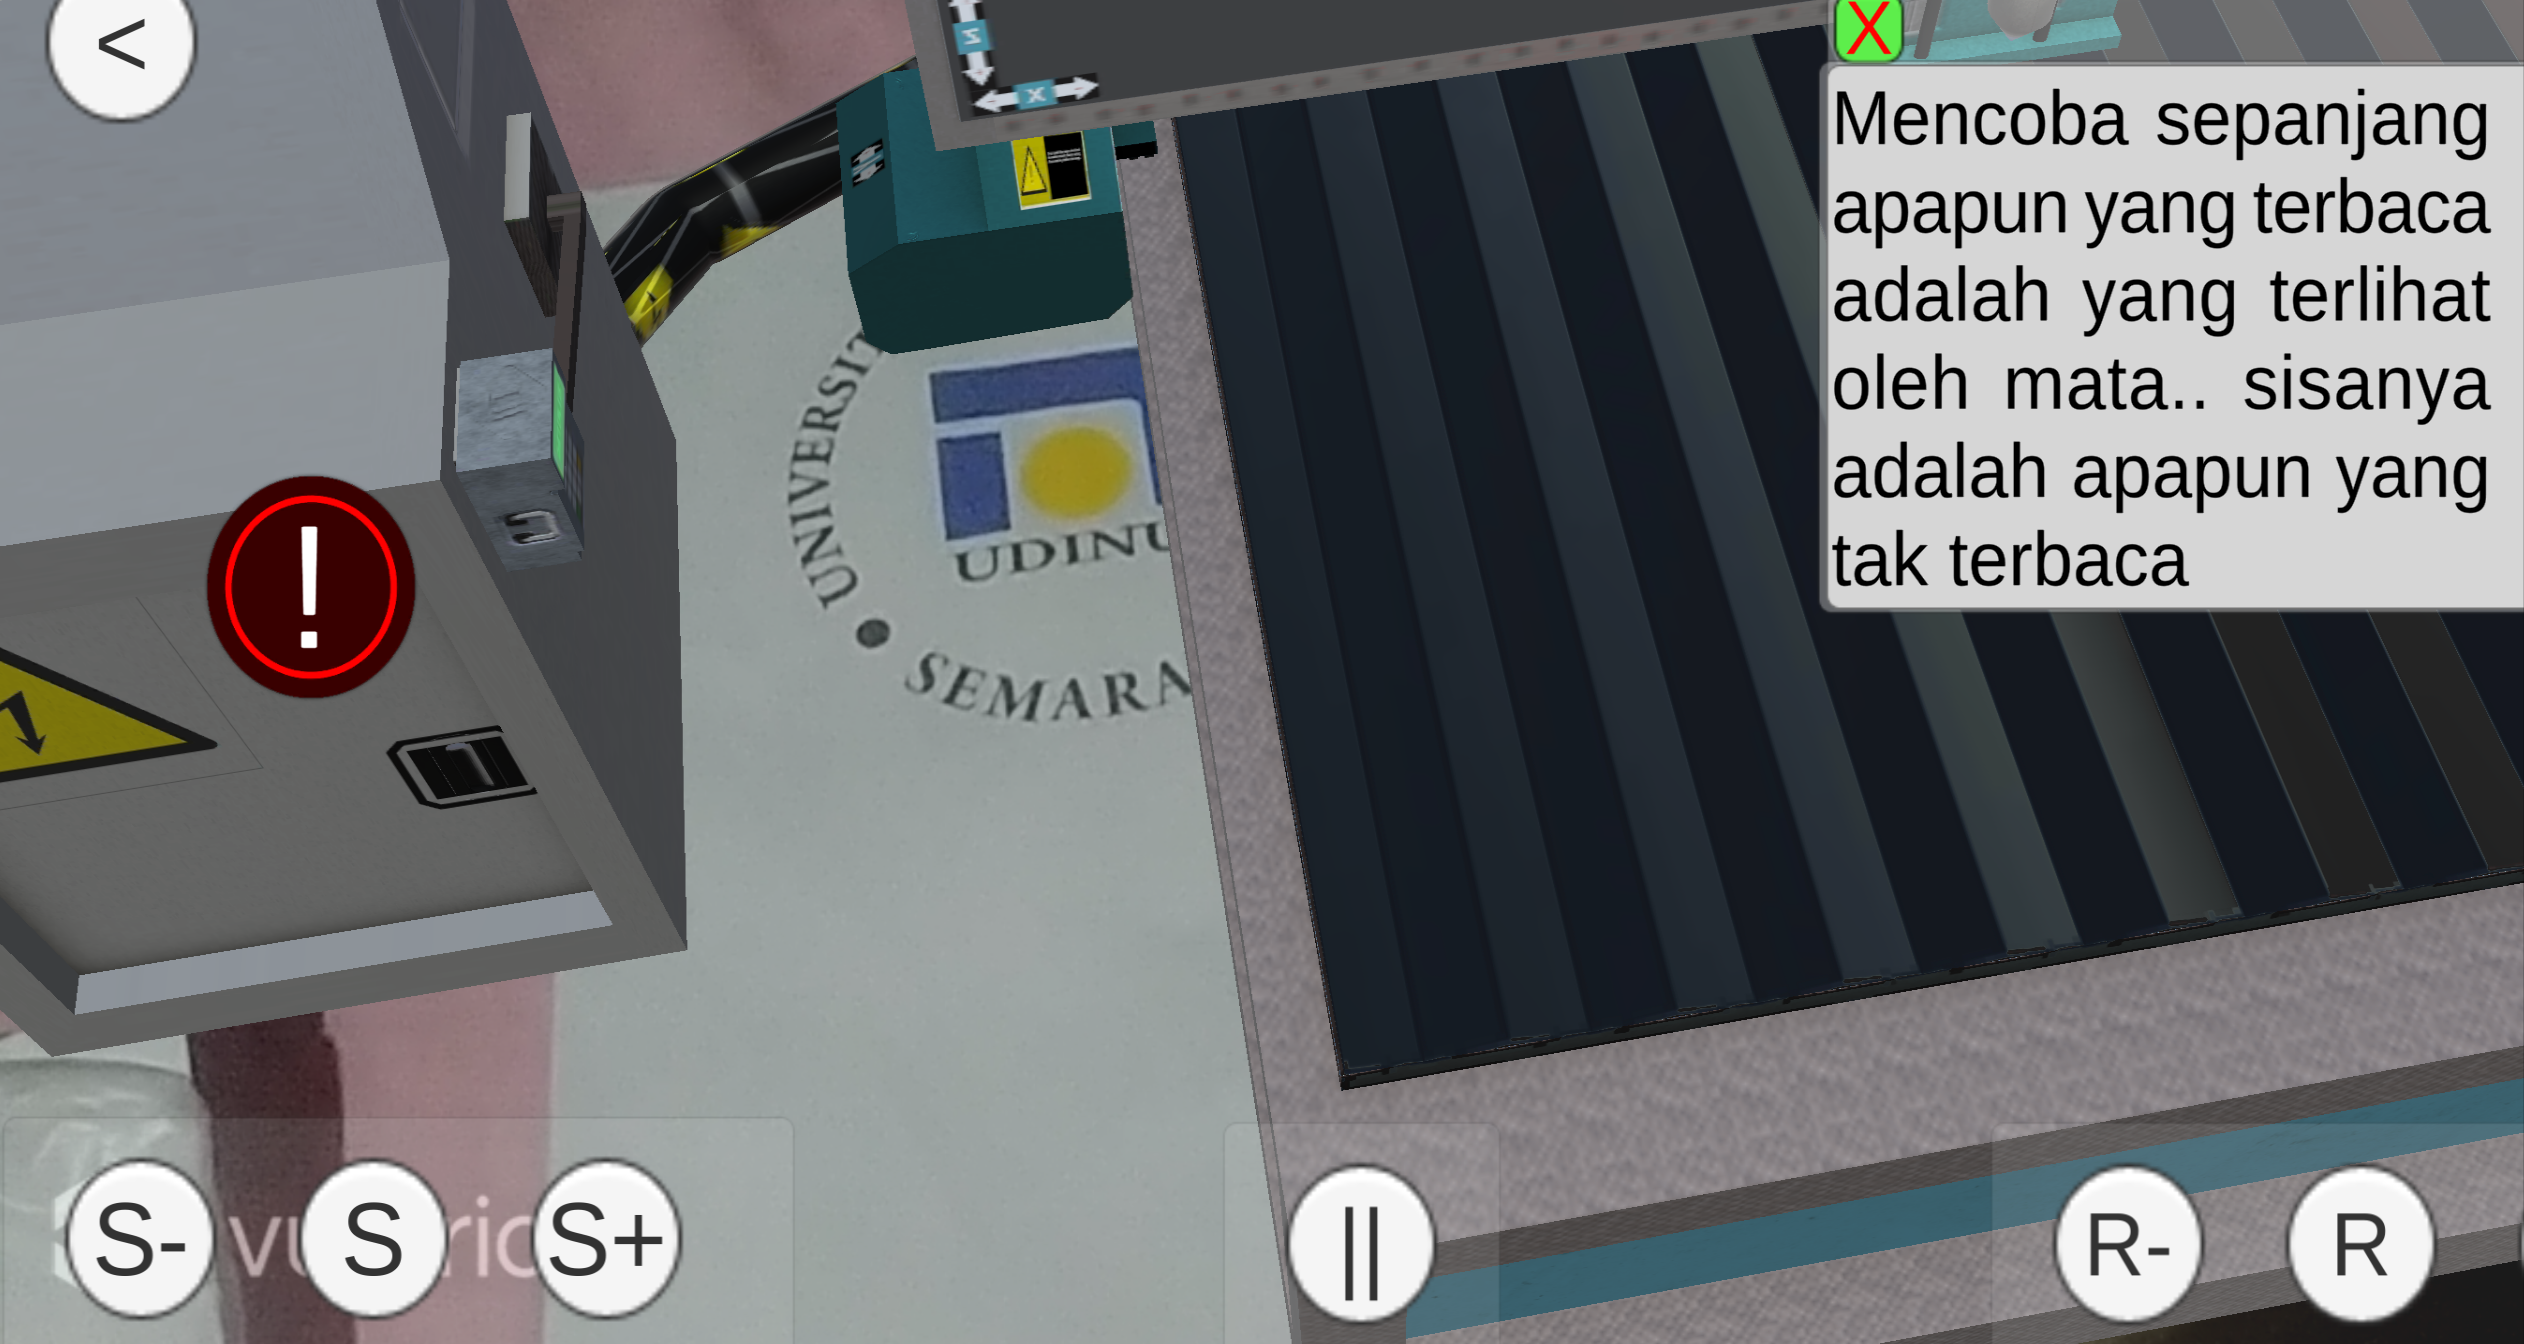 <
Z
X
X
Mencoba sepanjang
apapun yang terbaca
adalah yang terlihat
oleh mata.. sisanya
adalah apapun yang
tak terbaca
!
UNIVERSIT
UDINU
SEMARA
S-
S
S+
||
R-
R